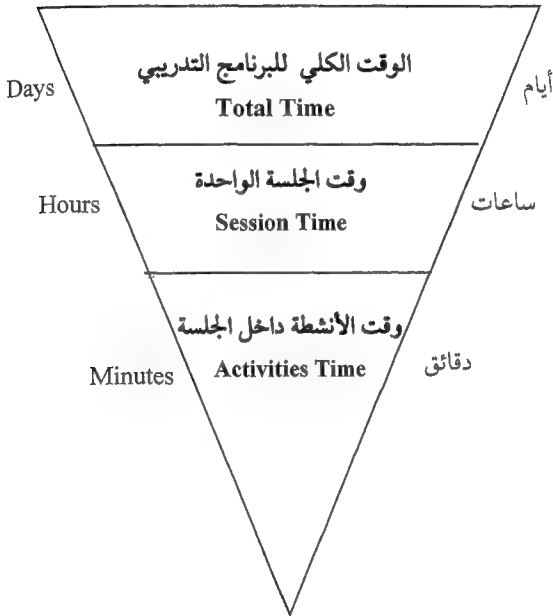 الوقت الكلي للبرنامج التدريبي
Days
أيام
Total Time
وقت الجلسة الواحدة
Hours
ساعات
Session Time
وقت الأنشطة داخل الجلسة
Minutes
دقائق
Activities Time